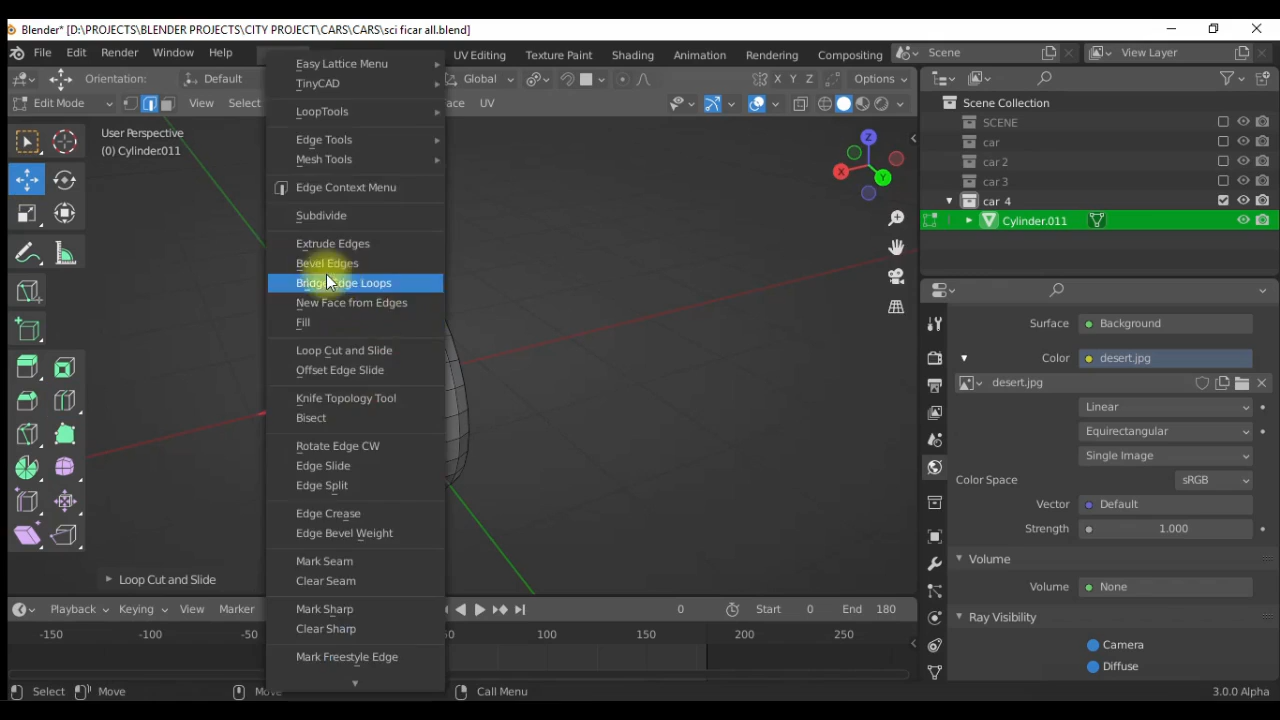 Blender* [D:\PROJECTS\BLENDER PROJECTS\CITY PROJECT\CARS\CARS\sci ficar all.blend]
File Edit Render Window Help UV Editing Texture Paint Shading Animation Rendering Compositing Scene View Layer
Orientation: Default Global X Y Z Options
Edit Mode View Select UV
User Perspective
(0) Cylinder.011
Z
X
Y
Easy Lattice Menu
TinyCAD
LoopTools
Edge Tools
Mesh Tools
Edge Context Menu
Subdivide
Extrude Edges
Bevel Edges
Bridge Edge Loops
New Face from Edges
Fill
Loop Cut and Slide
Offset Edge Slide
Knife Topology Tool
Bisect
Rotate Edge CW
Edge Slide
Edge Split
Edge Crease
Edge Bevel Weight
Mark Seam
Clear Seam
Mark Sharp
Clear Sharp
Mark Freestyle Edge
Loop Cut and Slide
Scene Collection
SCENE
car
car 2
car 3
car 4
Cylinder.011
Surface Background
Color desert.jpg
desert.jpg
Linear
Equirectangular
Single Image
Color Space sRGB
Vector Default
Strength 1.000
Volume
Volume None
Ray Visibility
Camera
Diffuse
Playback Keying View Marker 0 Start 0 End 180
-150 -100 -50 50 100 150 200 250
Select Move Call Menu 3.0.0 Alpha